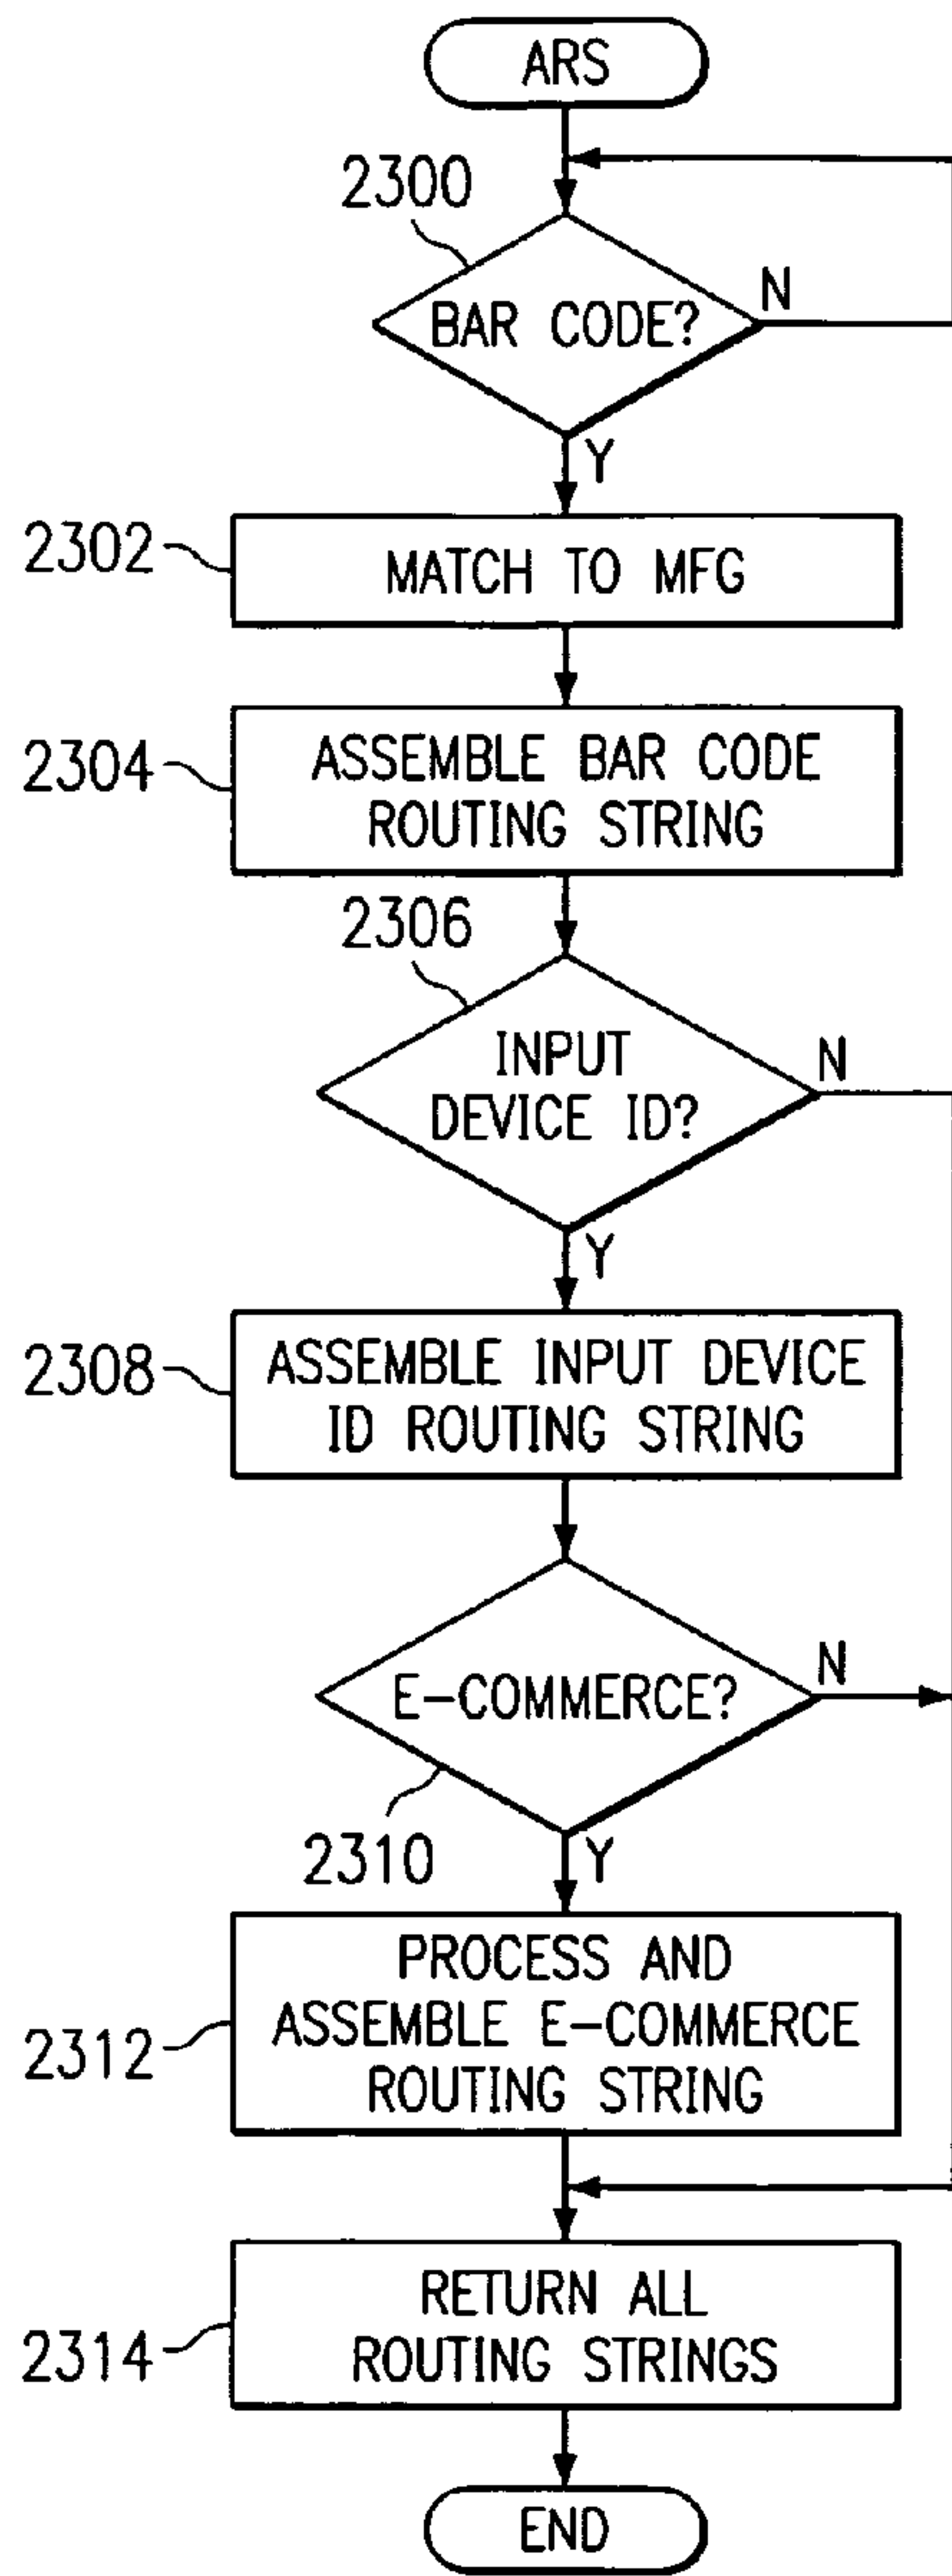 ARS
2300
BAR CODE?
N
Y
2302
MATCH TO MFG
2304
ASSEMBLE BAR CODE
ROUTING STRING
2306
INPUT
DEVICE ID?
N
Y
2308
ASSEMBLE INPUT DEVICE
ID ROUTING STRING
E-COMMERCE?
N
2310
Y
2312
PROCESS AND
ASSEMBLE E-COMMERCE
ROUTING STRING
2314
RETURN ALL
ROUTING STRINGS
END